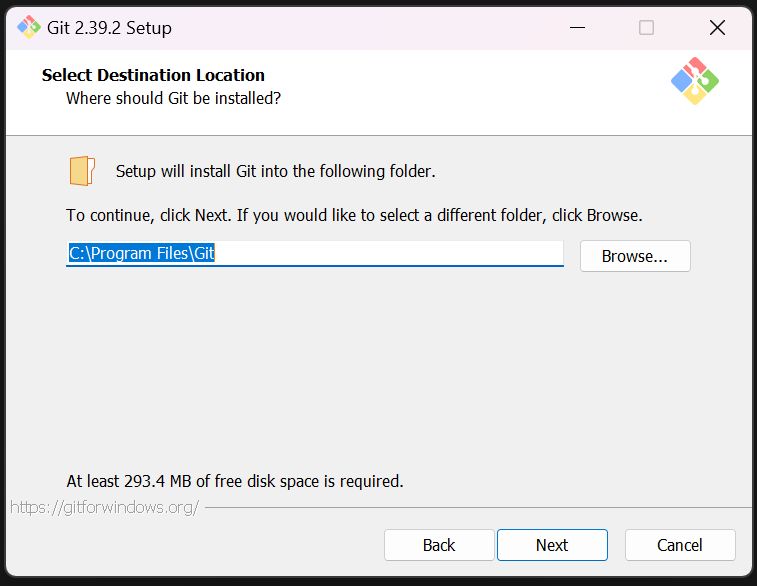 Git 2.39.2 Setup
Select Destination Location
Where should Git be installed?
Setup will install Git into the following folder.
To continue, click Next. If you would like to select a different folder, click Browse.
C:\Program Files\Git
Browse...
At least 293.4 MB of free disk space is required.
https://gitforwindows.org/
Back
Next
Cancel